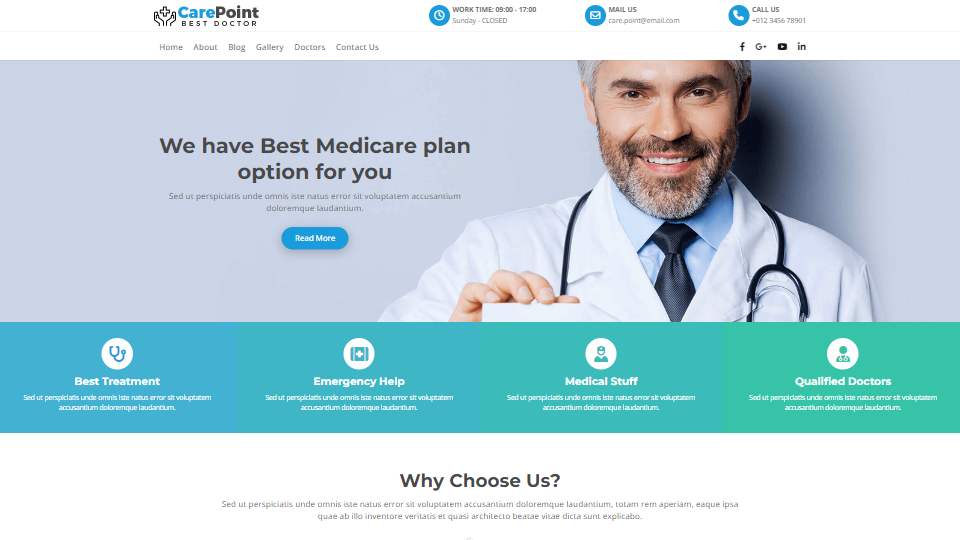 CarePoint
BEST DOCTOR
WORK TIME: 09:00 - 17:00
Sunday - CLOSED
MAIL US
care.point@email.com
CALL US
+012 3456 78901
Home About Blog Gallery Doctors Contact Us
We have Best Medicare plan
option for you
Sed ut perspiciatis unde omnis iste natus error sit voluptatem accusantium
doloremque laudantium.
Read More
Best Treatment
Sed ut perspiciatis unde omnis iste natus error sit voluptatem
accusantium doloremque laudantium.
Emergency Help
Sed ut perspiciatis unde omnis iste natus error sit voluptatem
accusantium doloremque laudantium.
Medical Stuff
Sed ut perspiciatis unde omnis iste natus error sit voluptatem
accusantium doloremque laudantium.
Qualified Doctors
Sed ut perspiciatis unde omnis iste natus error sit voluptatem
accusantium doloremque laudantium.
Why Choose Us?
Sed ut perspiciatis unde omnis iste natus error sit voluptatem accusantium doloremque laudantium, totam rem aperiam, eaque ipsa
quae ab illo inventore veritatis et quasi architecto beatae vitae dicta sunt explicabo.